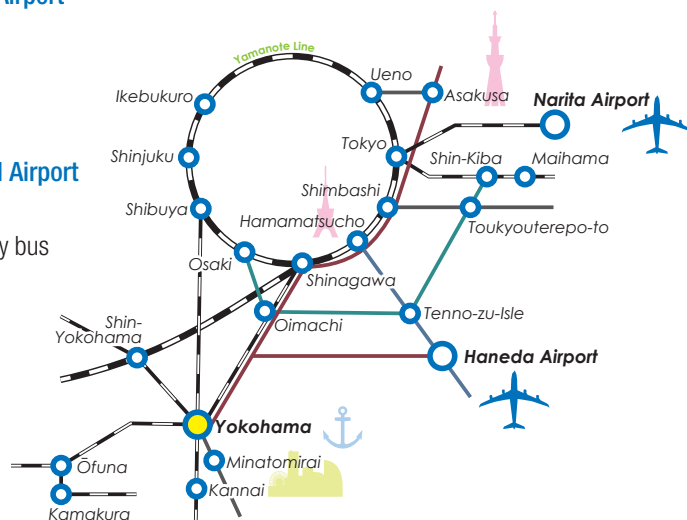 Airport
Yamanote Line
Ueno
Ikebukuro
Asakusa
Narita Airport
Tokyo
Shinjuku
Shin-Kiba
Maihama
Airport
Shimbashi
Shibuya
Hamamatsucho
Toukyouterepo-to
y bus
Osaki
Shinagawa
Shin-
Yokohama
Oimachi
Tenno-zu-Isle
Haneda Airport
Yokohama
Ōfuna
Minatomirai
Kannai
Kamakura